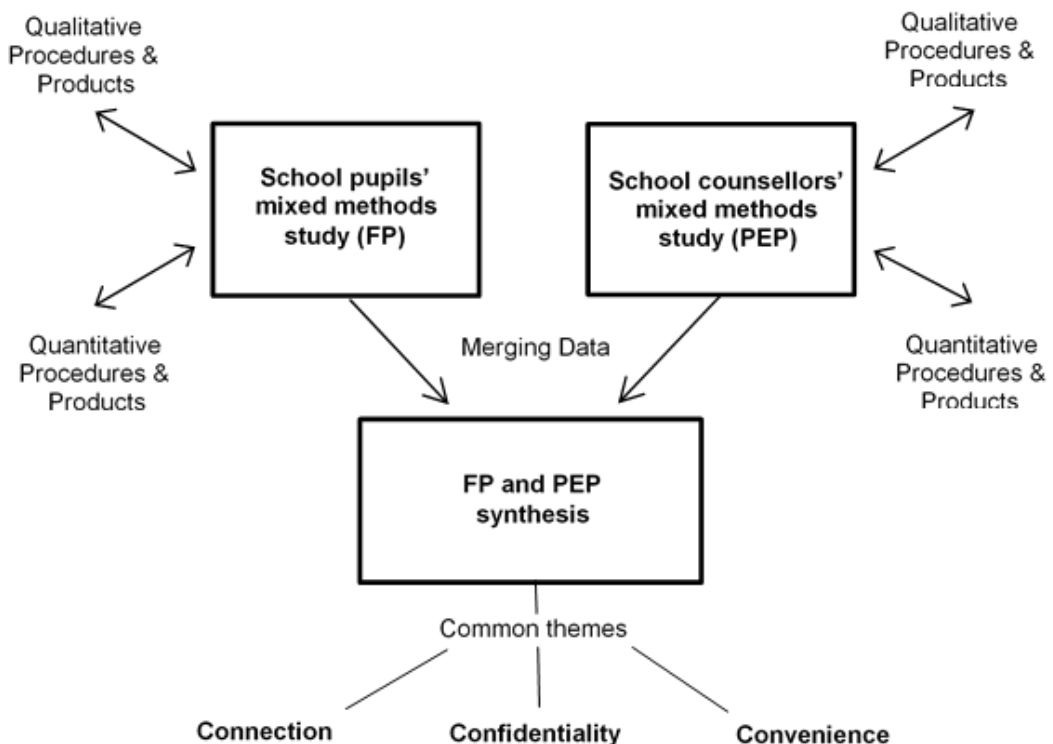 Qualitative
Procedures &
Products
Qualitative
Procedures &
Products
School pupils’
mixed methods
study (FP)
School counsellors’
mixed methods
study (PEP)
Quantitative
Procedures &
Products
Merging Data
Quantitative
Procedures &
Products
FP and PEP
synthesis
Common themes
Connection
Confidentiality
Convenience